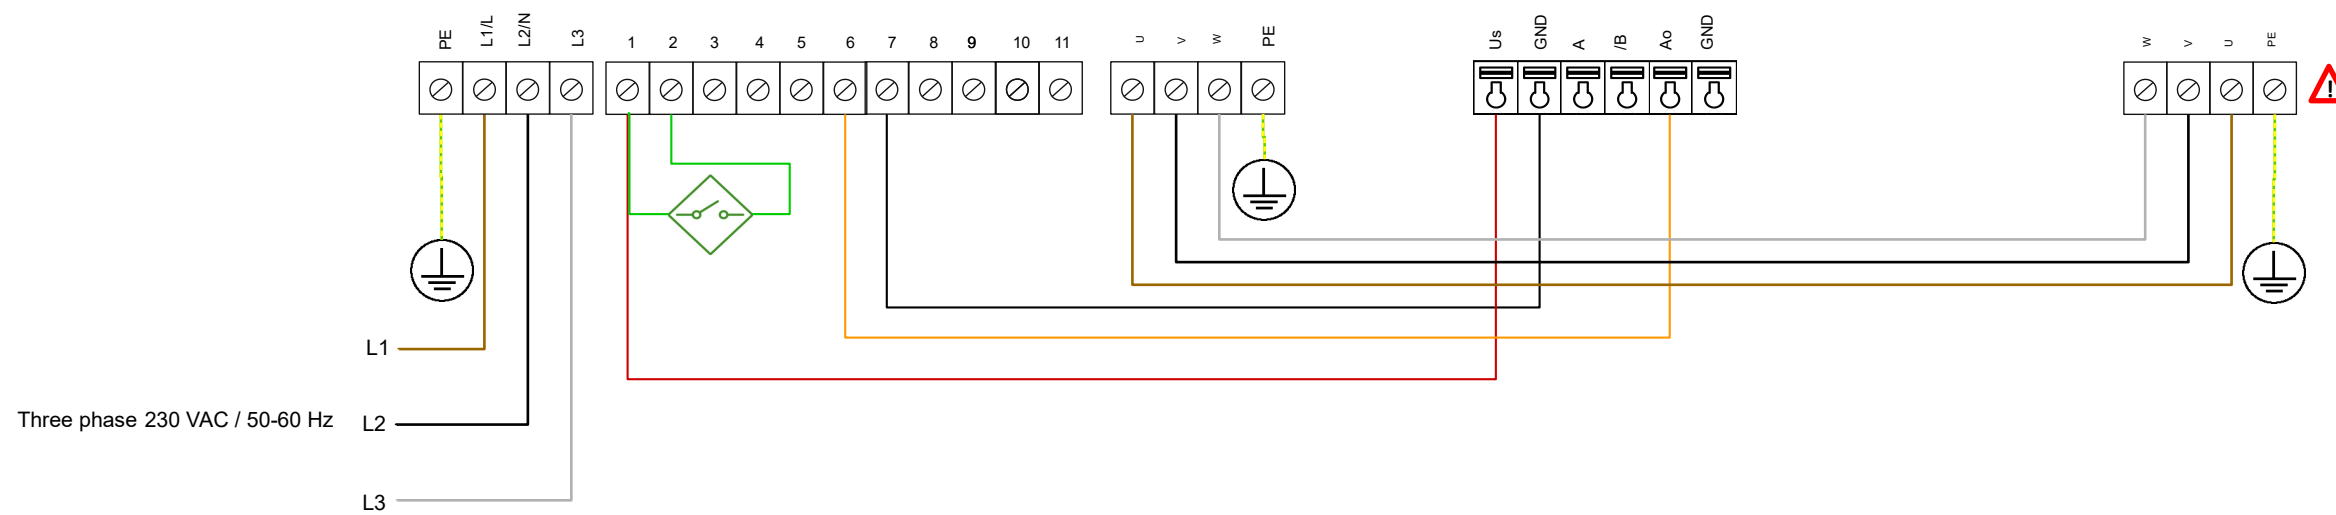 PE L1/L L2/N L3
1 2 3 4 5 6 7 8 9 10 11
U V W PE
Us GND A /B Ao GND
W V U PE
!
L1
Three phase 230 VAC / 50-60 Hz L2
L3